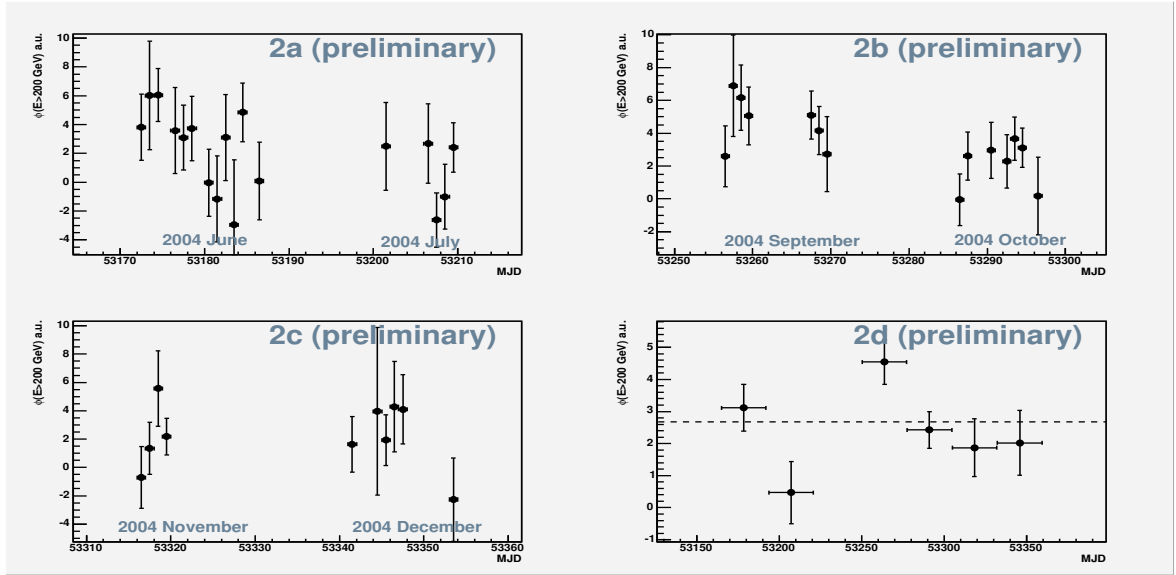 2a (preliminary)
ϕ(E>200 GeV) a.u.
10
8
6
4
2
0
-2
-4
2004 June
2004 July
53170 53180 53190 53200 53210
MJD
2b (preliminary)
ϕ(E>200 GeV) a.u.
10
8
6
4
2
0
-2
2004 September
2004 October
53250 53260 53270 53280 53290 53300
MJD
2c (preliminary)
ϕ(E>200 GeV) a.u.
10
8
6
4
2
0
-2
-4
2004 November
2004 December
53310 53320 53330 53340 53350 53360
MJD
2d (preliminary)
ϕ(E>200 GeV) a.u.
5
4
3
2
1
0
-1
53150 53200 53250 53300 53350
MJD